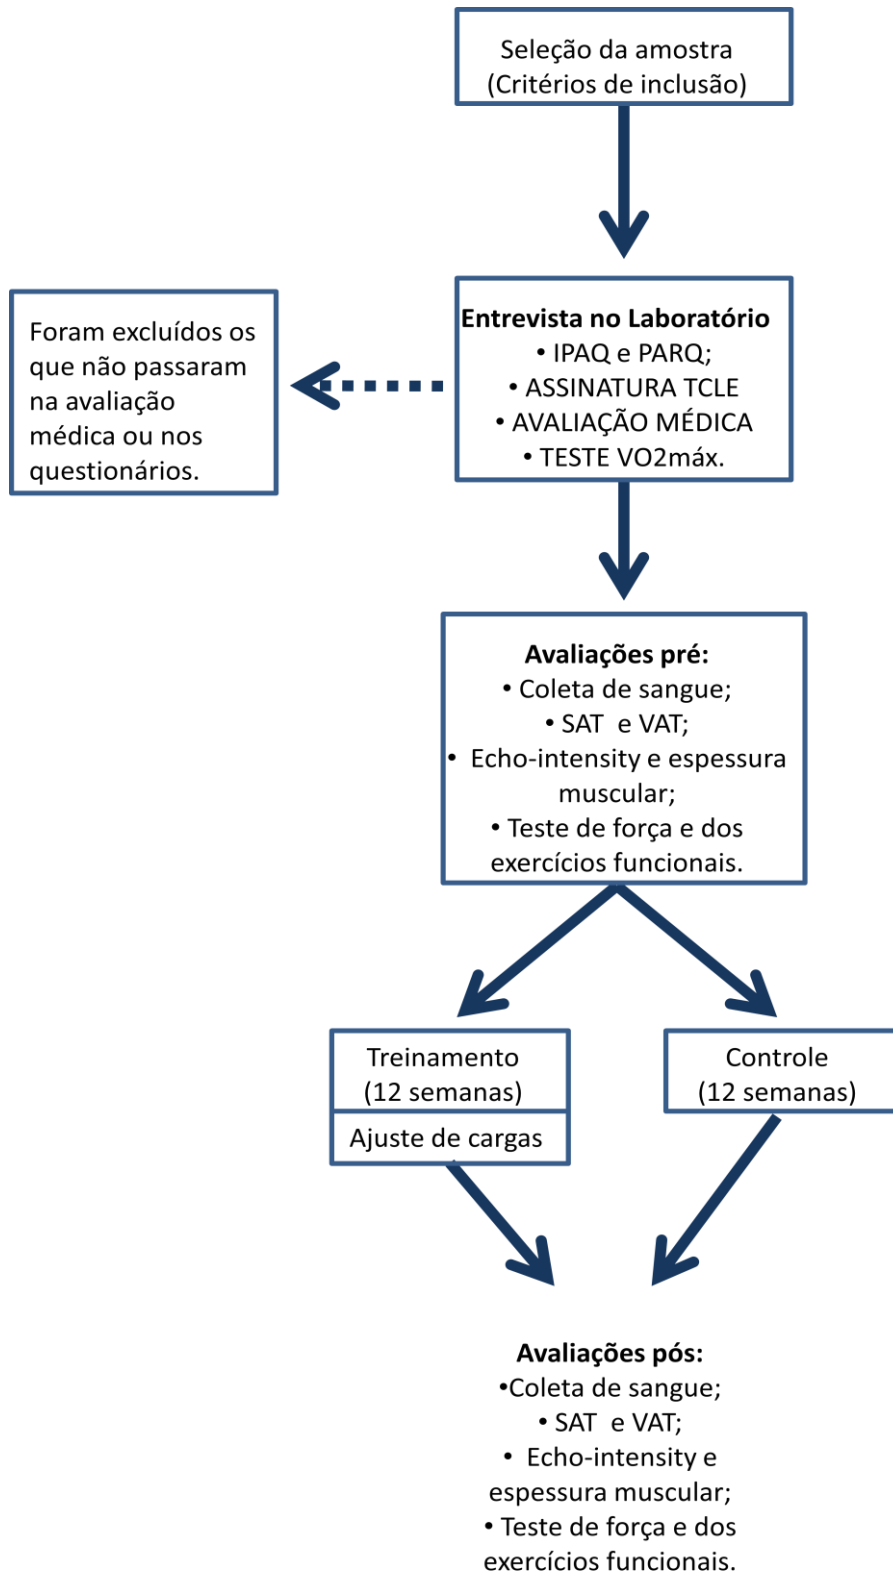 Seleção da amostra
(Critérios de inclusão)
Entrevista no Laboratório
• IPAQ e PARQ;
• ASSINATURA TCLE
• AVALIAÇÃO MÉDICA
• TESTE VO2máx.
Foram excluídos os
que não passaram
na avaliação
médica ou nos
questionários.
Avaliações pré:
• Coleta de sangue;
• SAT e VAT;
• Echo-intensity e espessura
muscular;
• Teste de força e dos
exercícios funcionais.
Treinamento
(12 semanas)
Ajuste de cargas
Controle
(12 semanas)
Avaliações pós:
•Coleta de sangue;
• SAT e VAT;
• Echo-intensity e
espessura muscular;
• Teste de força e dos
exercícios funcionais.